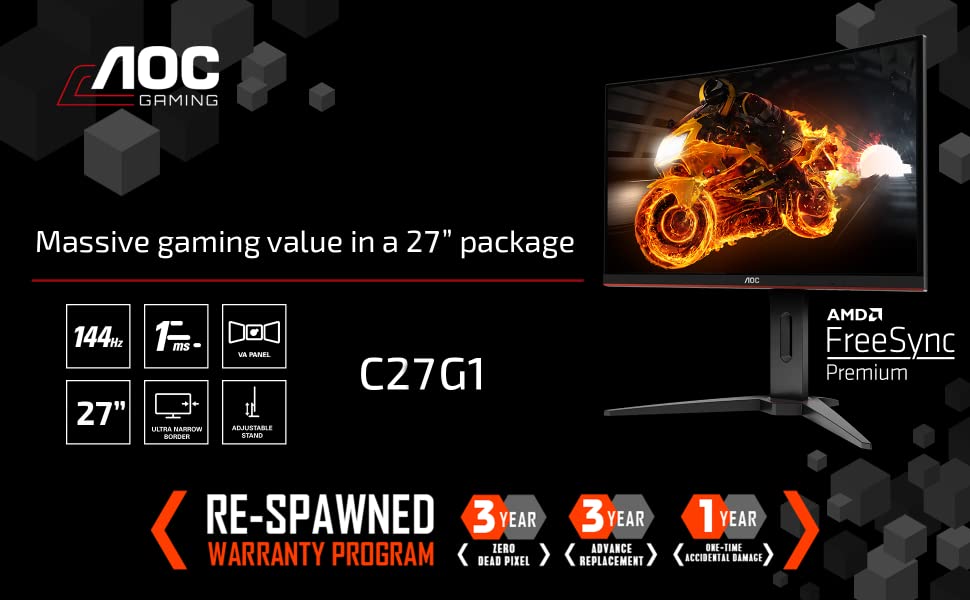 AOC
GAMING
Massive gaming value in a 27” package
144Hz
1ms
VA PANEL
27”
ULTRA NARROW
BORDER
ADJUSTABLE
STAND
C27G1
AOC
AMD
FreeSync
Premium
RE-SPAWNED
WARRANTY PROGRAM
3 YEAR
ZERO
DEAD PIXEL
3 YEAR
ADVANCE
REPLACEMENT
1 YEAR
ONE-TIME
ACCIDENTAL DAMAGE